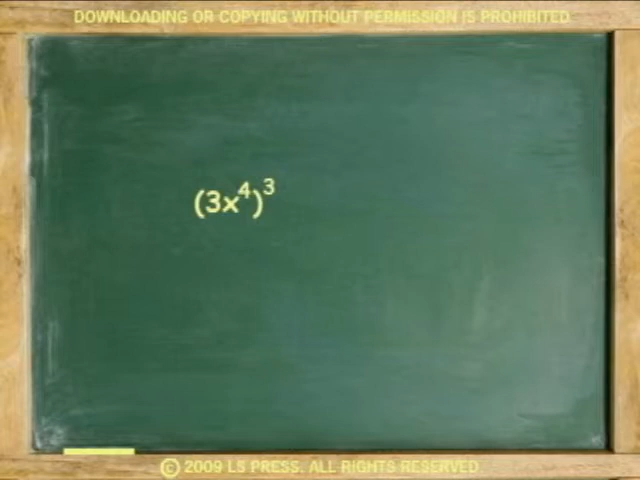 DOWNLOADING OR COPYING WITHOUT PERMISSION IS PROHIBITED
(3x⁴)³
© 2009 LS PRESS. ALL RIGHTS RESERVED